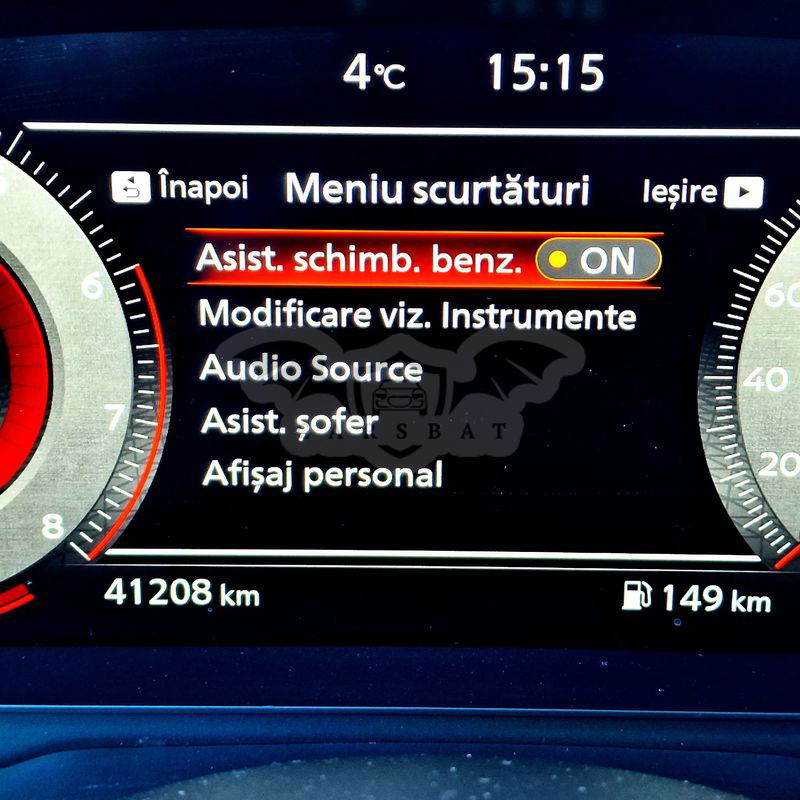 4°C 15:15
Înapoi Meniu scurtături Ieșire
Asist. schimb. benz. ON
Modificare viz. Instrumente
Audio Source
Asist. șofer
Afișaj personal
6
7
8
60
40
20
41208 km 149 km
CARSBAT